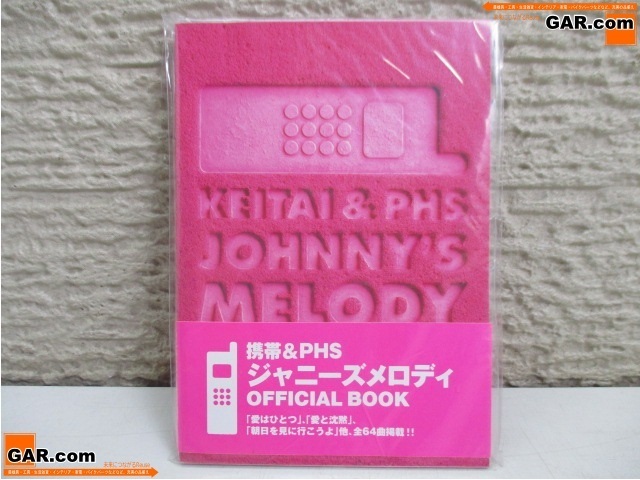 GAR.com
KEITAI & PHS
JOHNNY'S
MELODY
携帯&PHS
ジャニーズメロディ
OFFICIAL BOOK
「愛はひとつ」、「愛と沈黙」、
「朝日を見に行こうよ」他、全64曲掲載!!
GAR.com
GAR.com